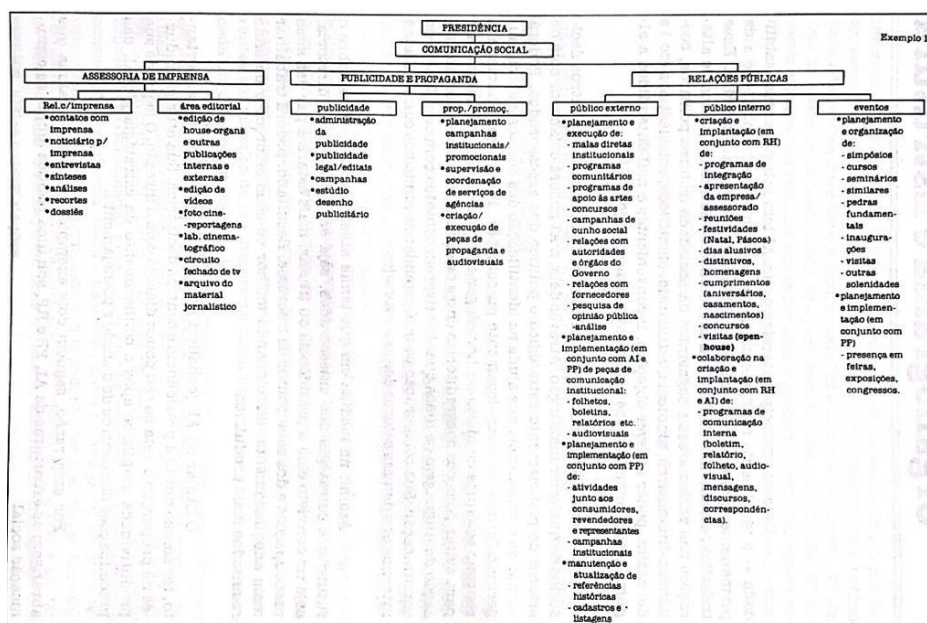 PRESIDÊNCIA
COMUNICAÇÃO SOCIAL
Exemplo 1
ASSESSORIA DE IMPRENSA
PUBLICIDADE E PROPAGANDA
RELAÇÕES PÚBLICAS
Rel.c/imprensa
•contatos com
imprensa
•noticiário p/
imprensa
•entrevistas
•sínteses
•análises
•recortes
•dossiês
área editorial
•edição de
house-organs
e outras
publicações
internas e
externas
•edição de
vídeos
•foto cine-
-reportagens
•lab. cinema-
tográfico
•circuito
fechado de tv
•arquivo do
material
jornalístico
publicidade
•administração
da
publicidade
•publicidade
legal/editais
•campanhas
•estúdio
desenho
publicitário
prop./promoç.
•planejamento
campanhas
institucionais/
promocionais
•supervisão e
coordenação
de serviços de
agências
•criação/
execução de
peças de
propaganda e
audiovisuais
público externo
•planejamento e
execução de:
- malas diretas
institucionais
- programas
comunitários
- programas de
apoio às artes
- concursos
- campanhas de
cunho social
- relações com
autoridades
e órgãos do
Governo
- relações com
fornecedores
- pesquisa de
opinião pública
-análise
•planejamento e
implementação (em
conjunto com AI e
PP) de peças de
comunicação
institucional:
- folhetos,
boletins,
relatórios etc.
- audiovisuais
•planejamento e
implementação (em
conjunto com PP)
de:
- atividades
junto aos
consumidores,
revendedores
e representantes
- campanhas
institucionais
•manutenção e
atualização de
- referências
históricas
- cadastros e
listagens
público interno
•criação e
implantação (em
conjunto com RH)
de:
- programas de
integração
- apresentação
da empresa/
assessorado
- reuniões
- festividades
(Natal, Páscoa)
- dias alusivos
- distintivos,
homenagens
- cumprimentos
(aniversários,
casamentos,
nascimentos)
- concursos
- visitas (open-
house)
•colaboração na
criação e
implantação (em
conjunto com RH
e AI) de:
- programas de
comunicação
interna
(boletim,
relatório,
folheto, audio-
visual,
mensagens,
discursos,
correspondên-
cias).
eventos
•planejamento
e organização
de:
- simpósios
- cursos
- seminários
- similares
- pedras
fundamen-
tais
- inaugura-
ções
- visitas
- outras
solenidades
•planejamento
e implemen-
tação (em
conjunto com
PP)
- presença em
feiras,
exposições,
congressos.